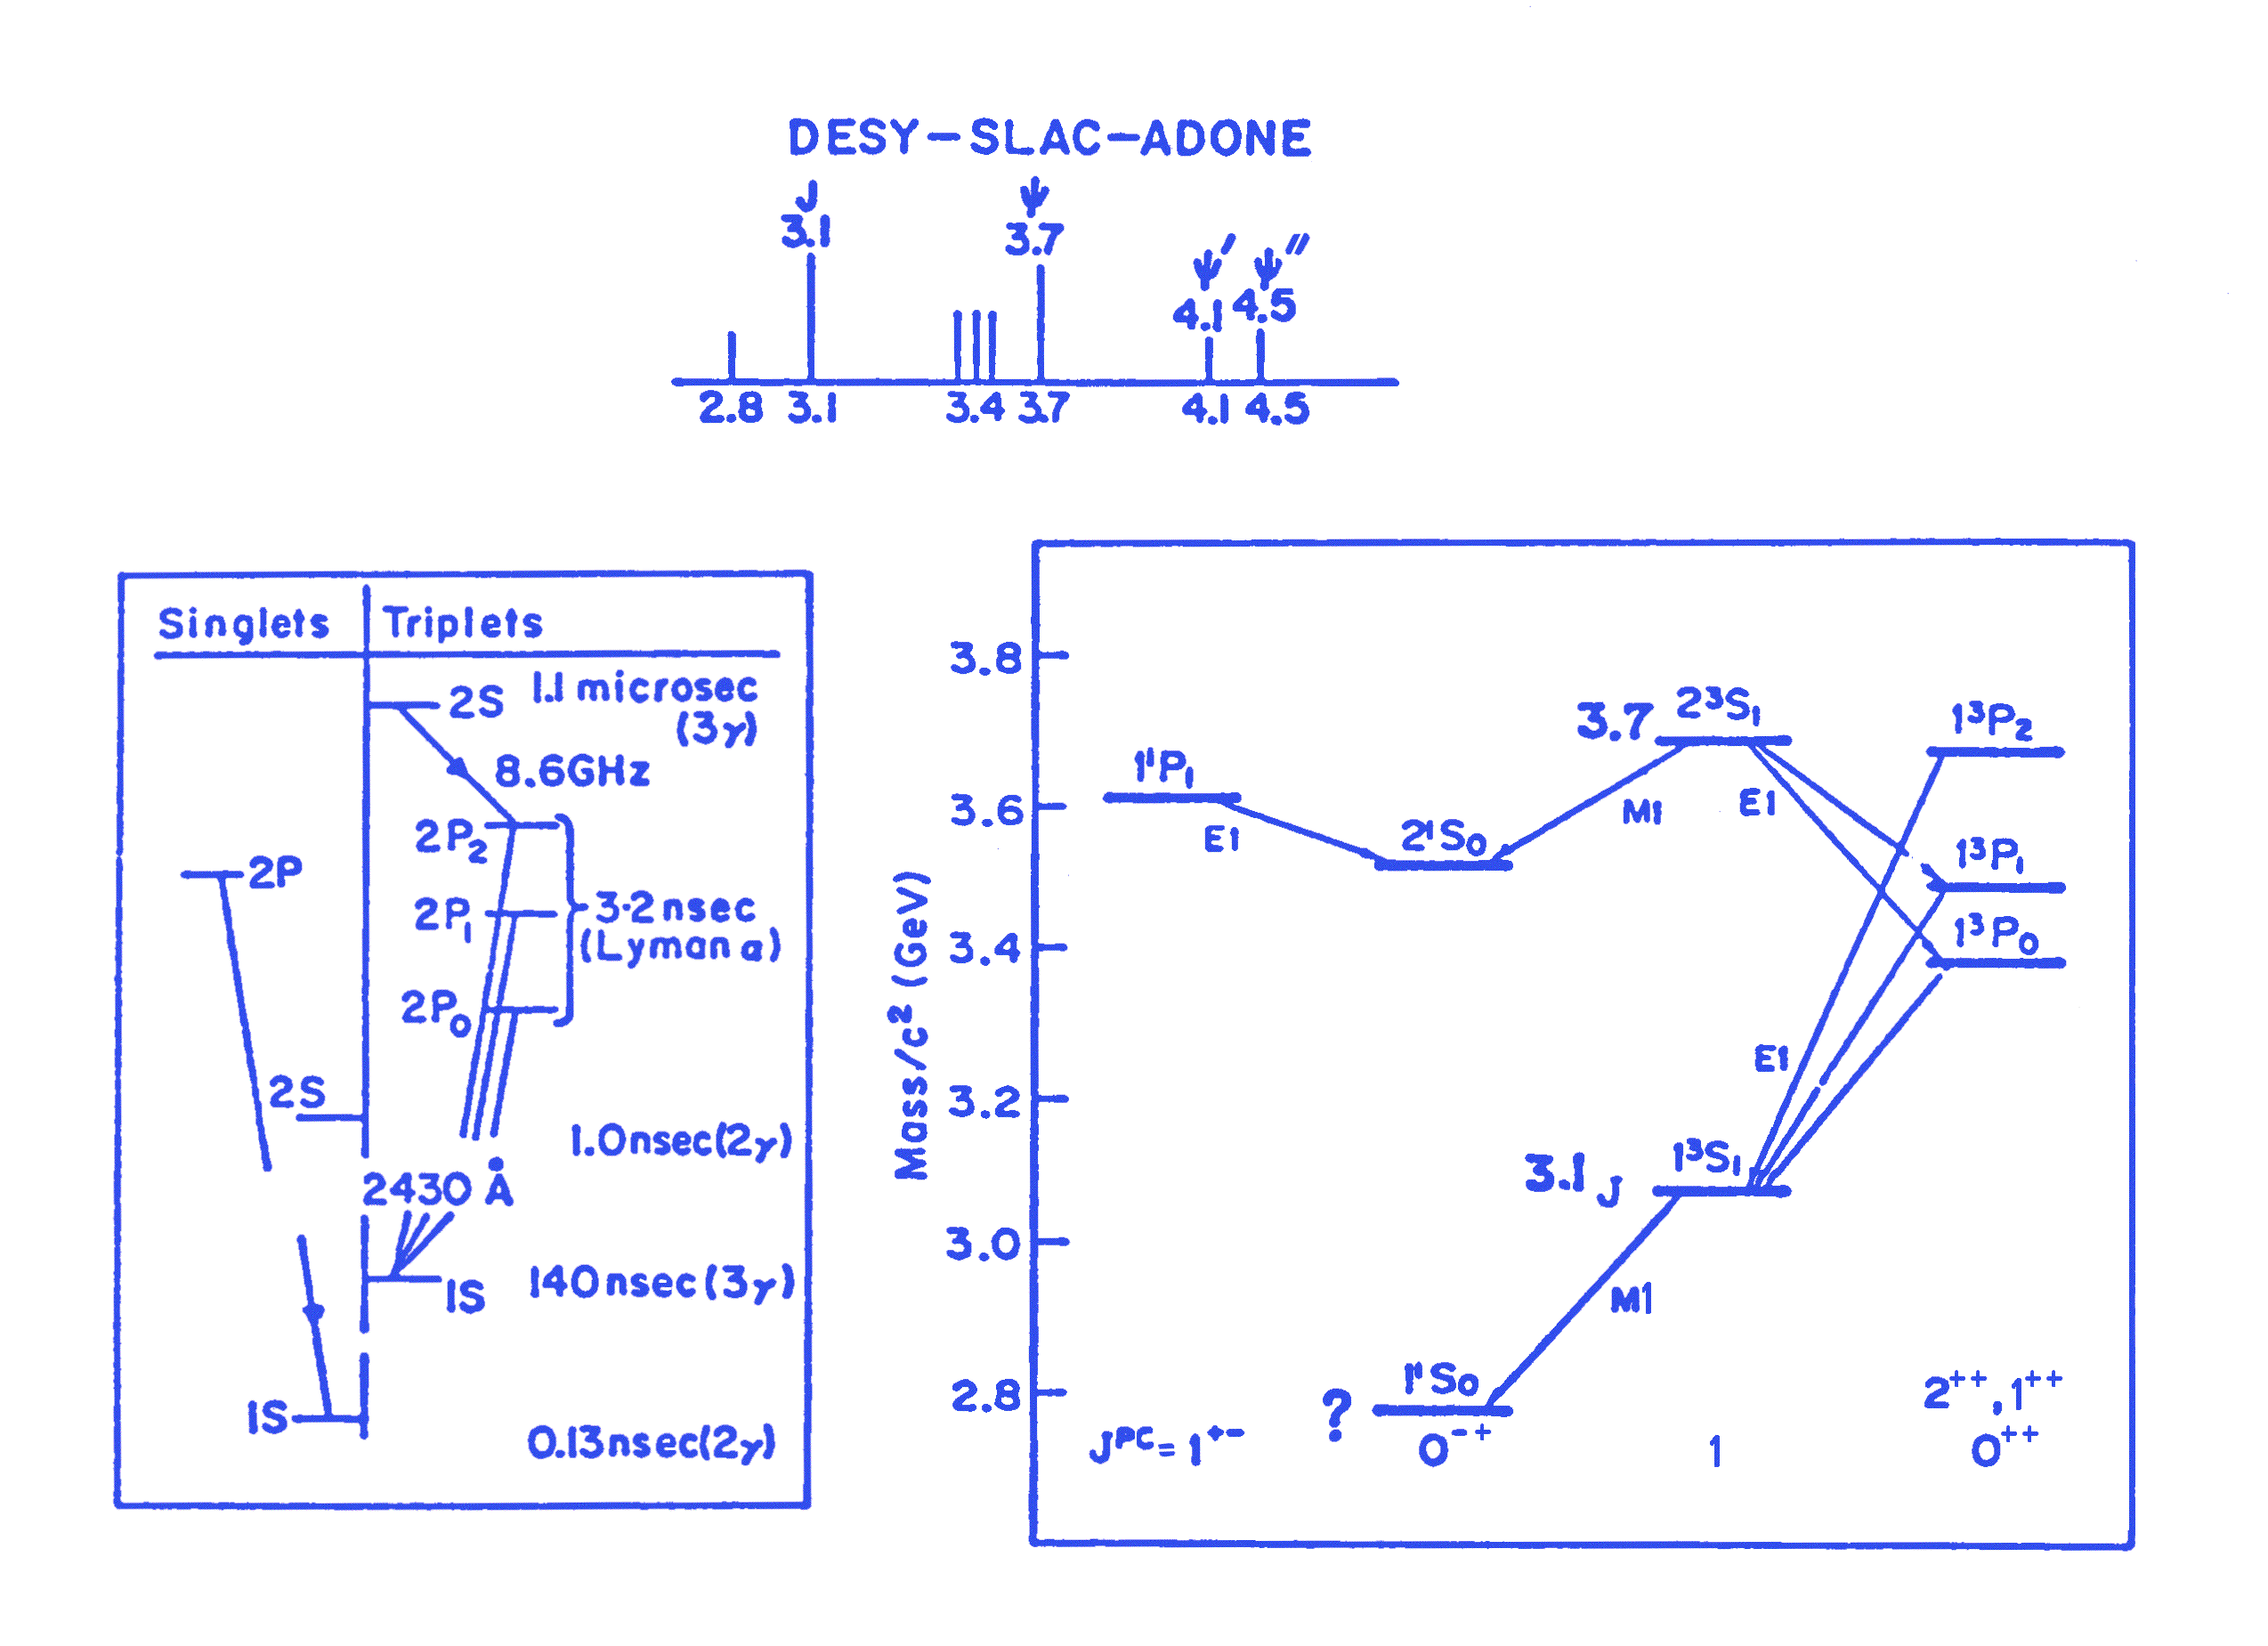 DESY-SLAC-ADONE
J ψ
3.1 3.7
ψ′ ψ″
4.1 4.5
2.8 3.1 3.4 3.7 4.1 4.5
Singlets Triplets
2S 1.1 microsec
(3γ)
8.6GHz
2P₂
2P
2P₁ 3.2nsec
(Lyman α)
2P₀
2S
1.0nsec(2γ)
2430 Å
1S 140nsec(3γ)
1S
0.13nsec(2γ)
Mass/c² (GeV)
3.8
3.6
3.4
3.2
3.0
2.8
3.7 2³S₁
1³P₂
1¹P₁
M1 E1
E1 2¹S₀
1³P₁
1³P₀
E1
3.1 J 1³S₁
M1
? 1¹S₀
2⁺⁺,1⁺⁺
Jᴾᶜ=1⁺⁻ 0⁻⁺ 1 0⁺⁺